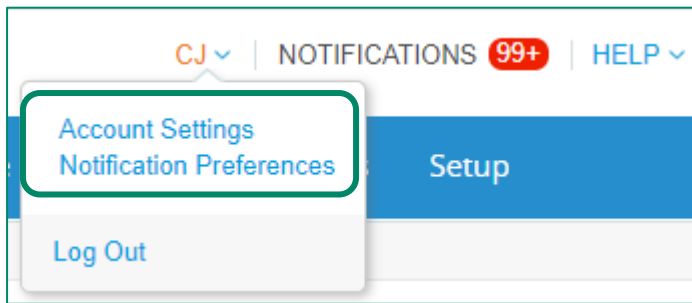 CJ NOTIFICATIONS 99+ HELP
Account Settings
Notification Preferences
Setup
Log Out